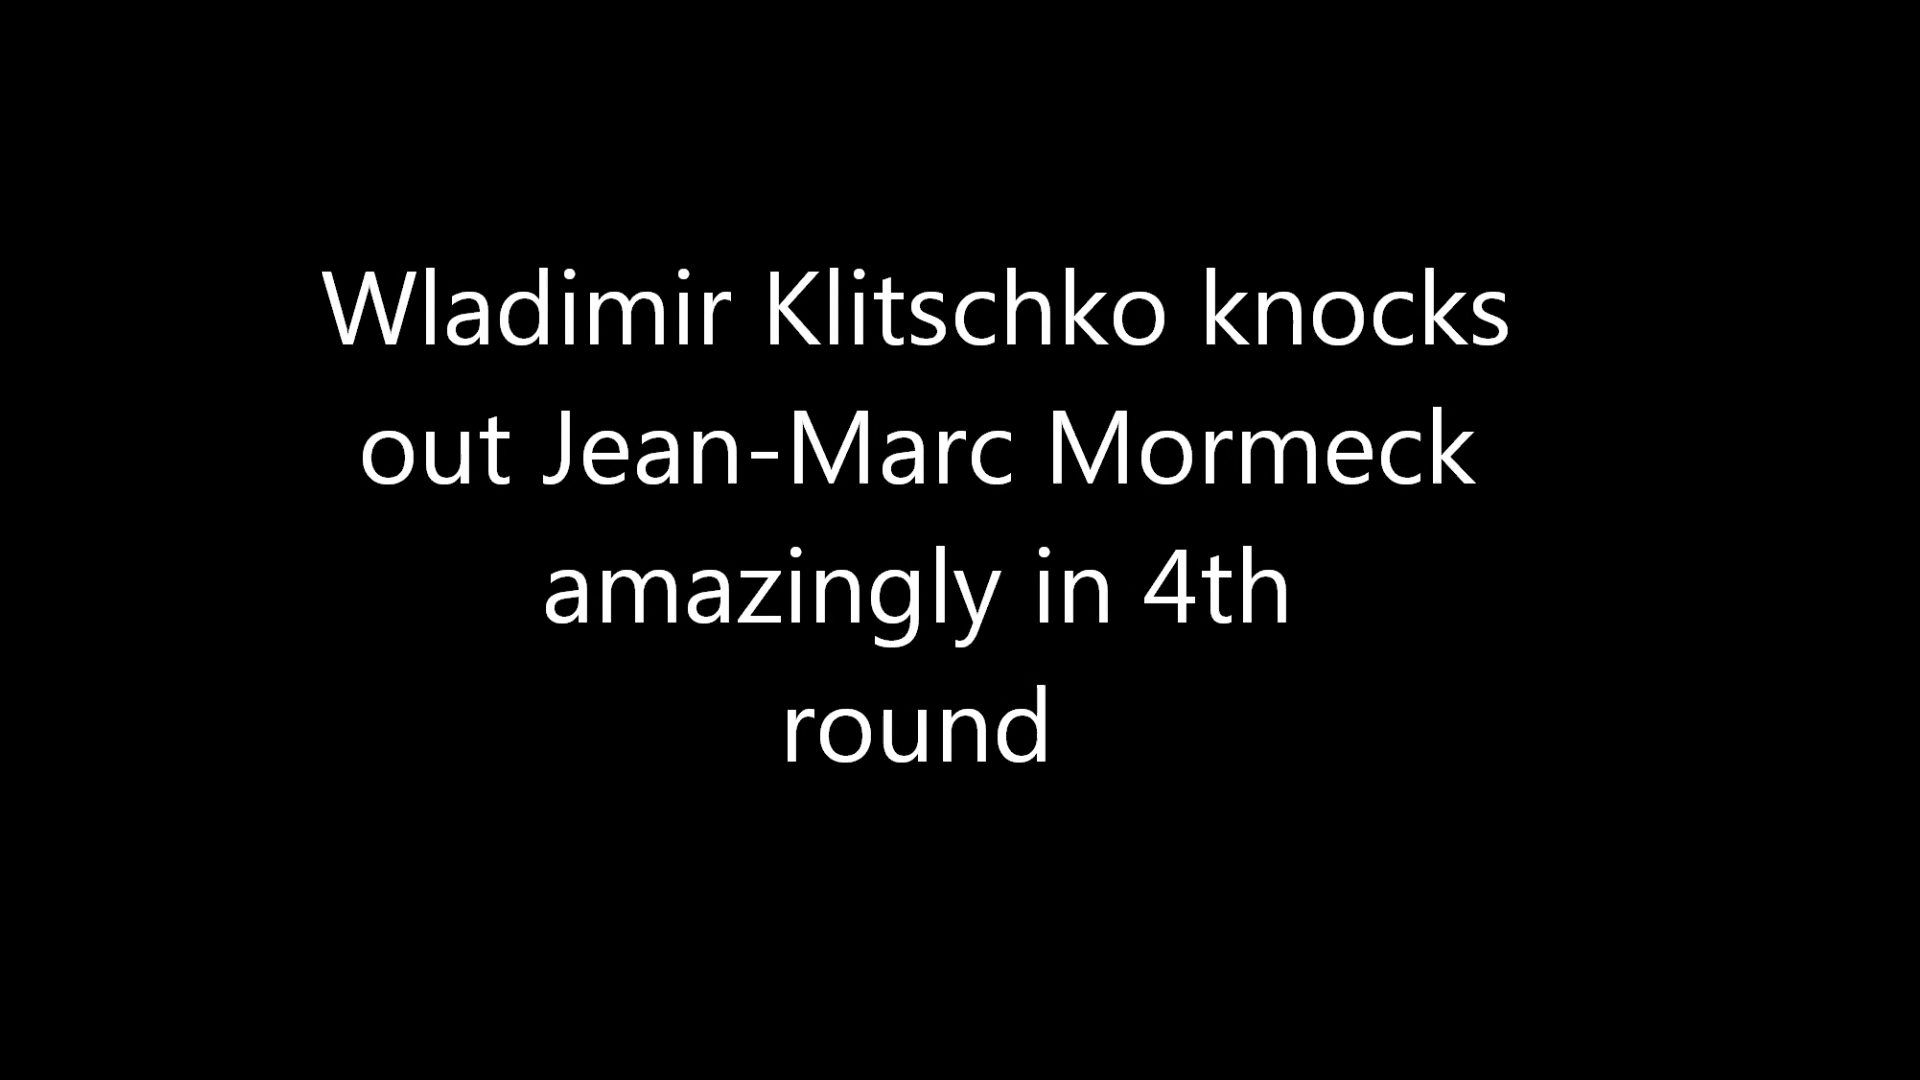 Wladimir Klitschko knocks
out Jean-Marc Mormeck
amazingly in 4th
round